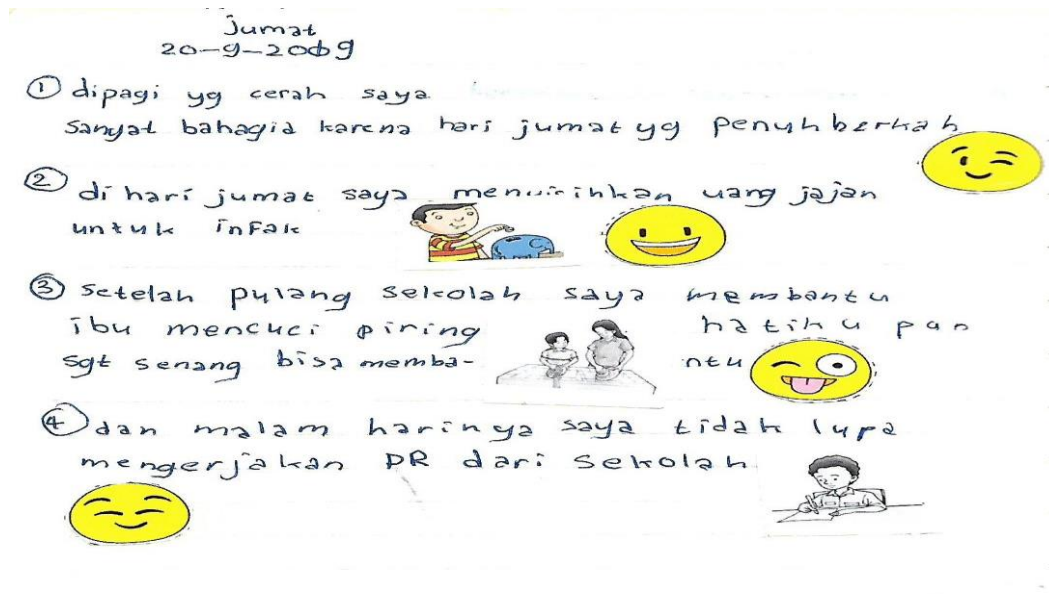 Jumat
20-9-2019
① dipagi yg cerah saya
sangat bahagia karena hari jumat yg penuh berkah
② di hari jumat saya menyisihkan uang jajan
untuk infak
③ setelah pulang sekolah saya membantu
ibu mencuci piring hatiku pun
sgt senang bisa memba- ntu
④ dan malam harinya saya tidak lupa
mengerjakan PR dari sekolah